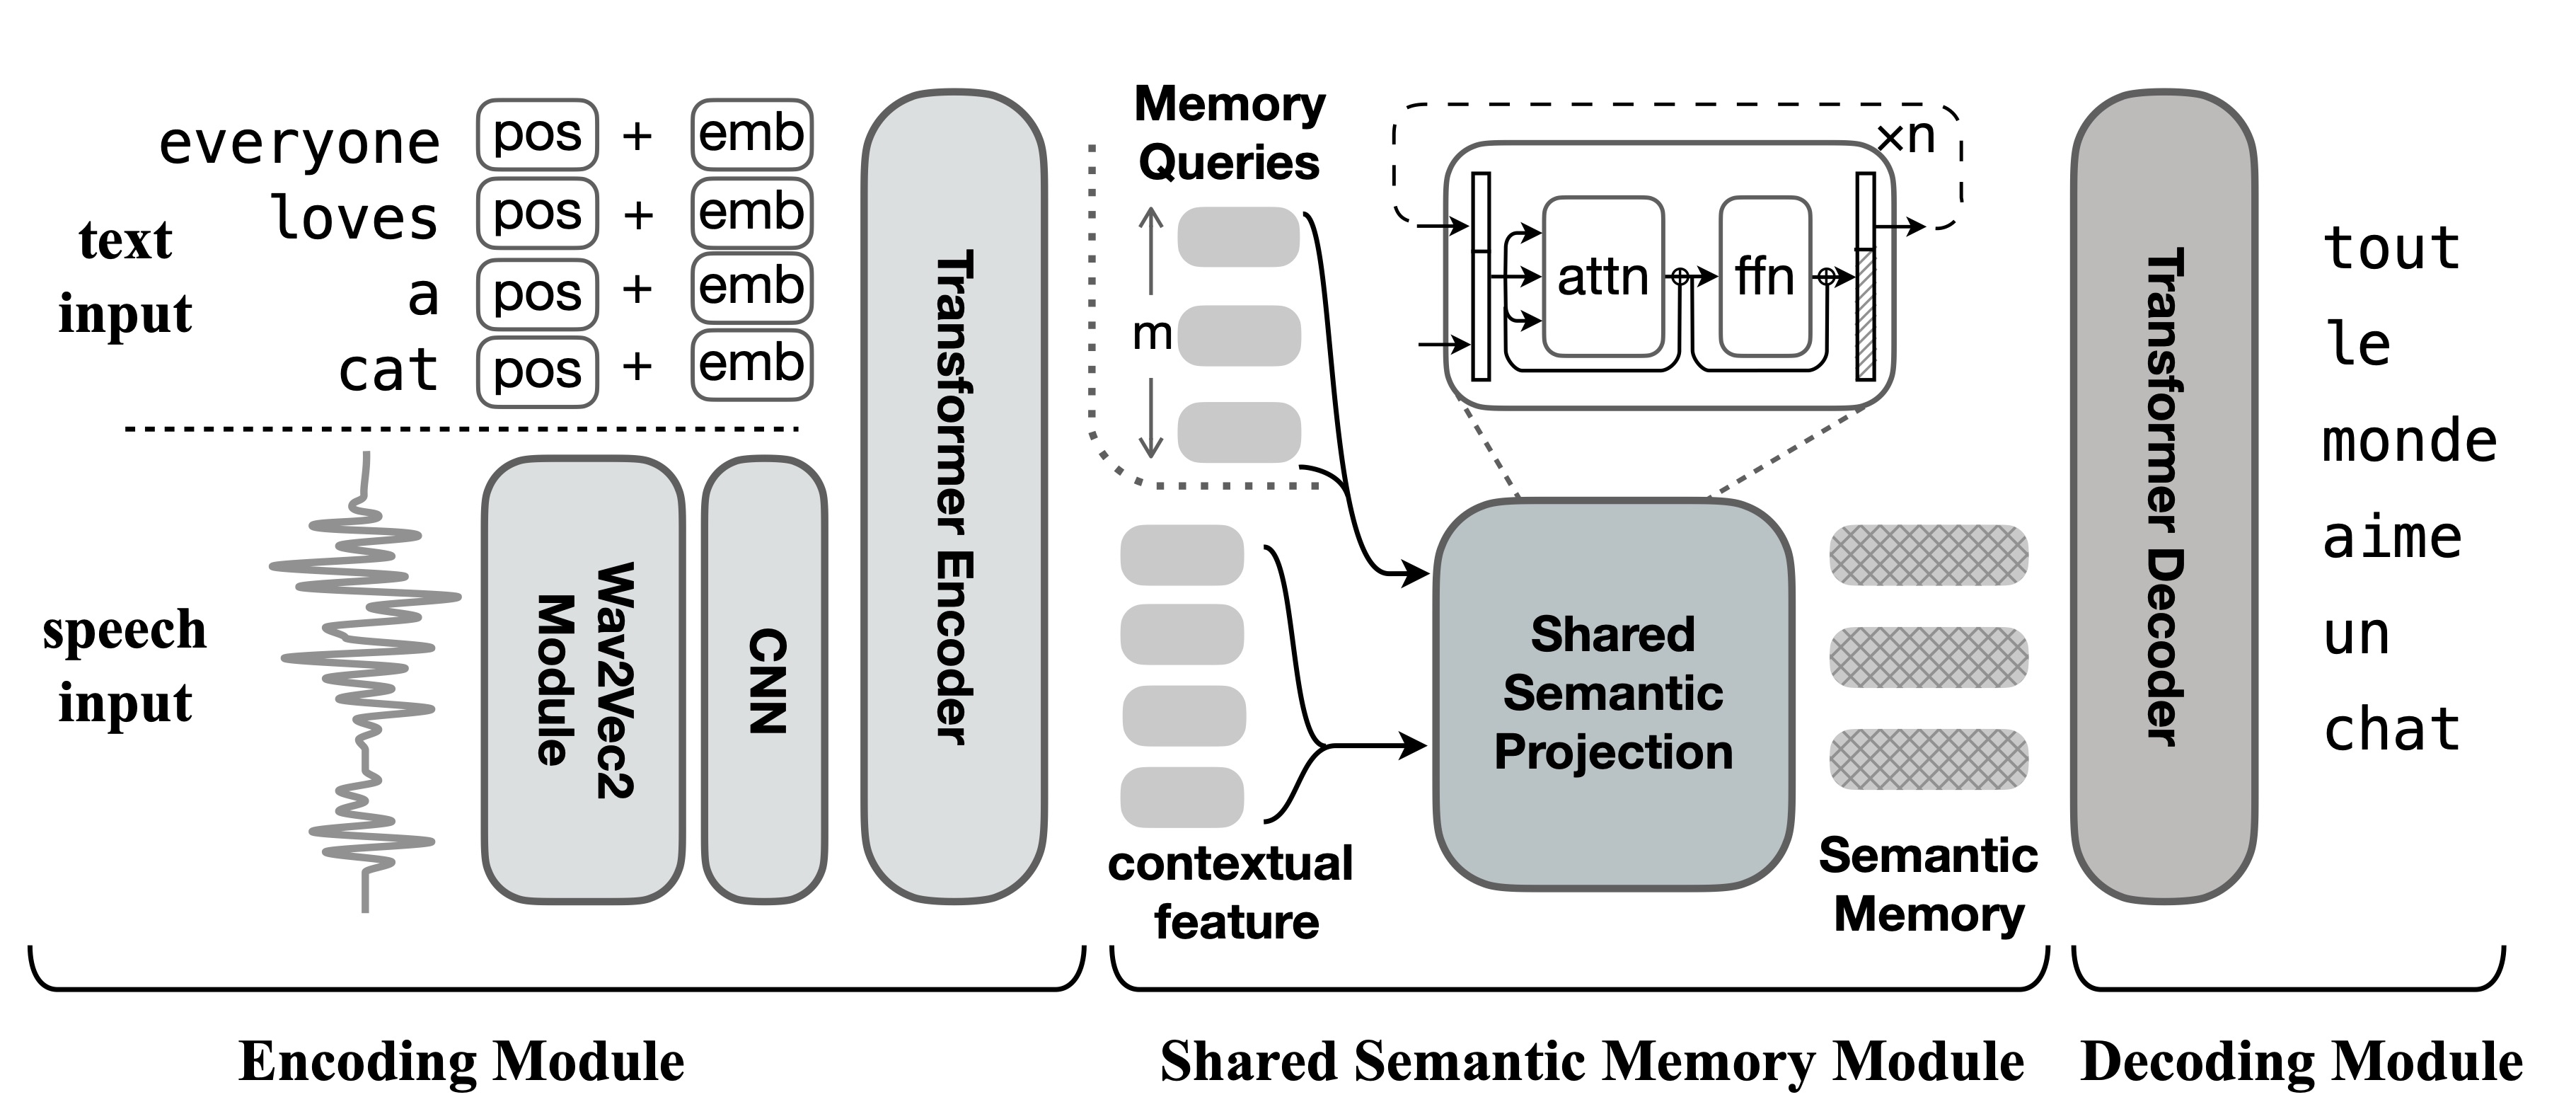 everyone pos + emb
loves pos + emb
a pos + emb
cat pos + emb
text
input
speech
input
Wav2Vec2
Module
CNN
Transformer Encoder
Memory
Queries
m
contextual
feature
×n
attn
ffn
Shared
Semantic
Projection
Semantic
Memory
Transformer Decoder
tout
le
monde
aime
un
chat
Encoding Module
Shared Semantic Memory Module
Decoding Module